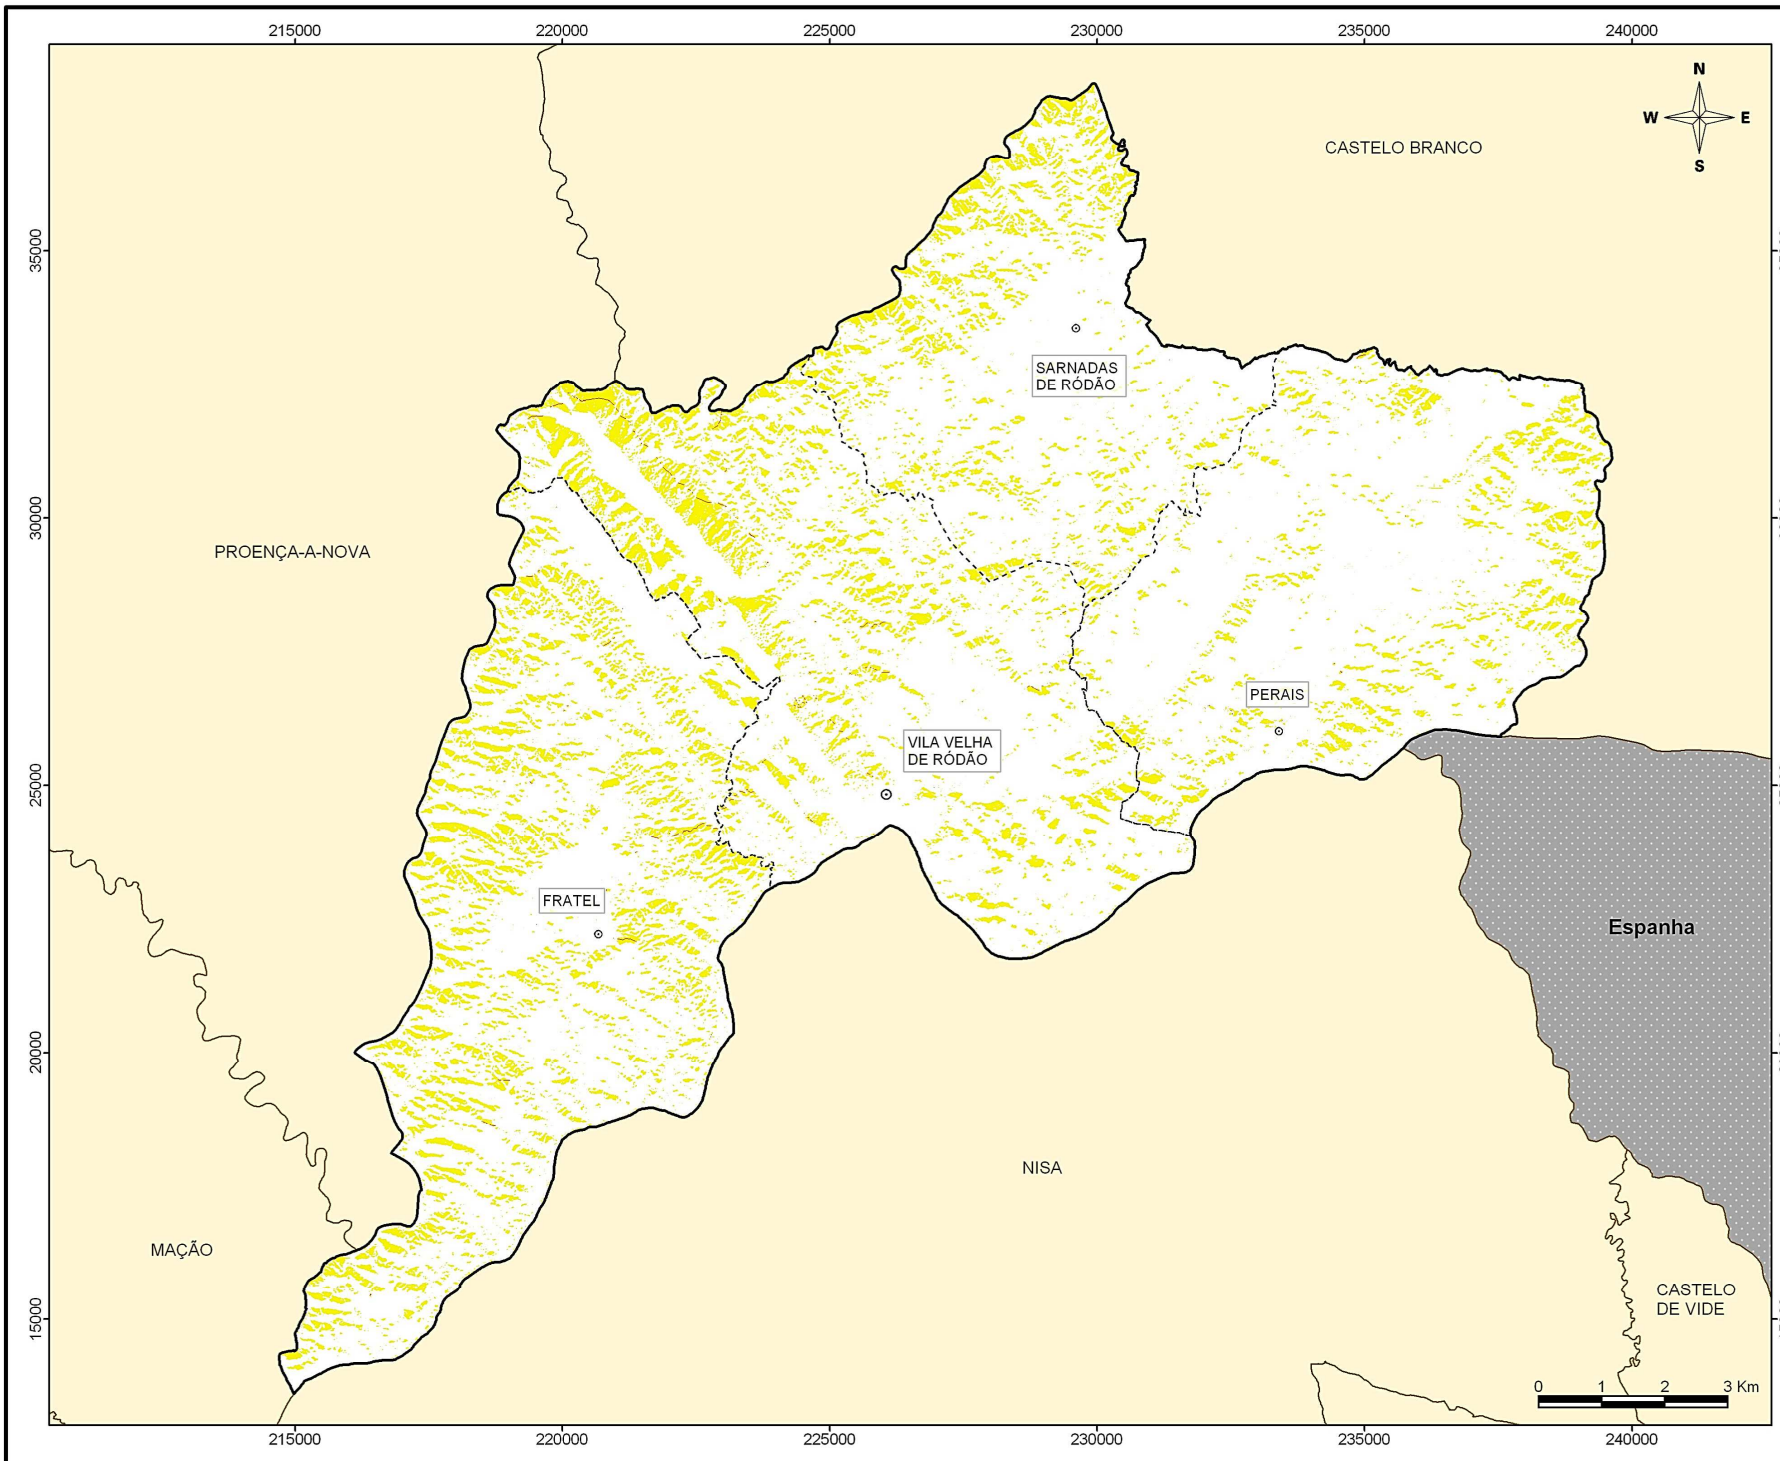 215000 220000 225000 230000 235000 240000
N
W E
S
CASTELO BRANCO
35000
SARNADAS
DE RÓDÃO
30000
PROENÇA-A-NOVA
PERAIS
VILA VELHA
DE RÓDÃO
25000
FRATEL
Espanha
20000
NISA
MAÇÃO
CASTELO
DE VIDE
15000
0 1 2 3 Km
215000 220000 225000 230000 235000 240000